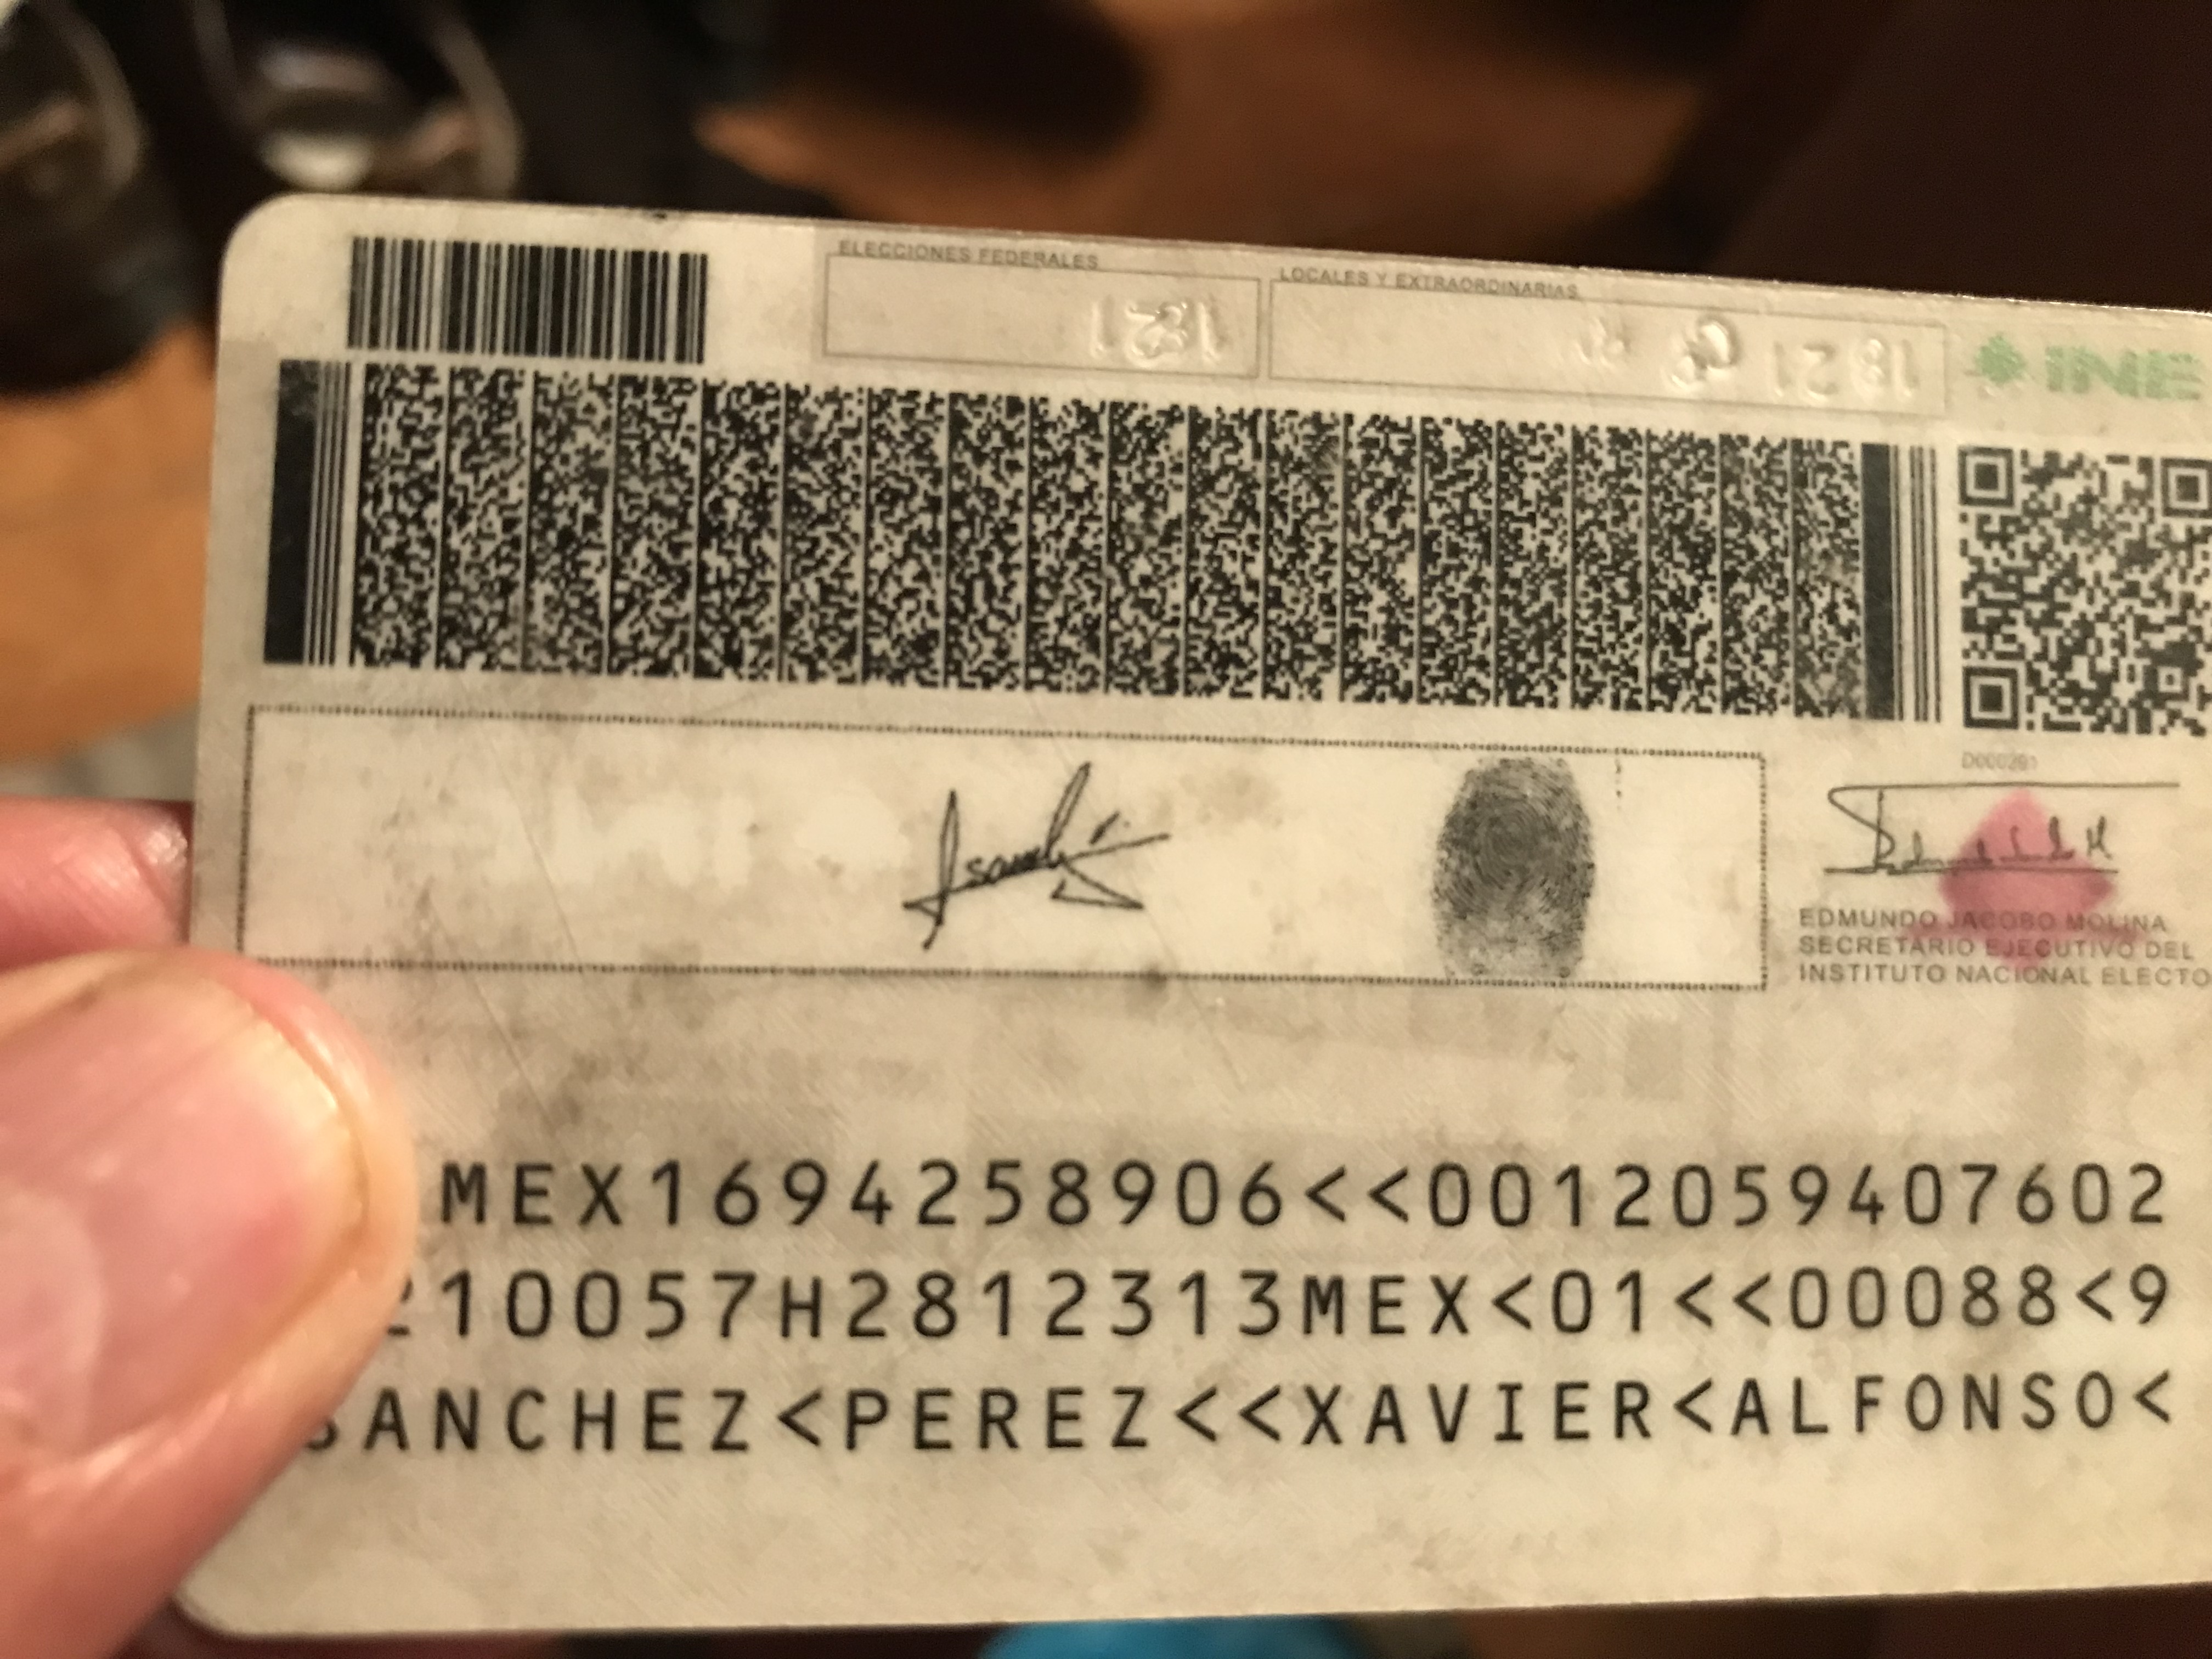 ELECCIONES FEDERALES
LOCALES Y EXTRAORDINARIAS
INE
D000291
EDMUNDO JACOBO MOLINA
SECRETARIO EJECUTIVO DEL
INSTITUTO NACIONAL ELECTO
MEX1694258906<<0012059407602
210057H2812313MEX<01<<00088<9
SANCHEZ<PEREZ<<XAVIER<ALFONSO<